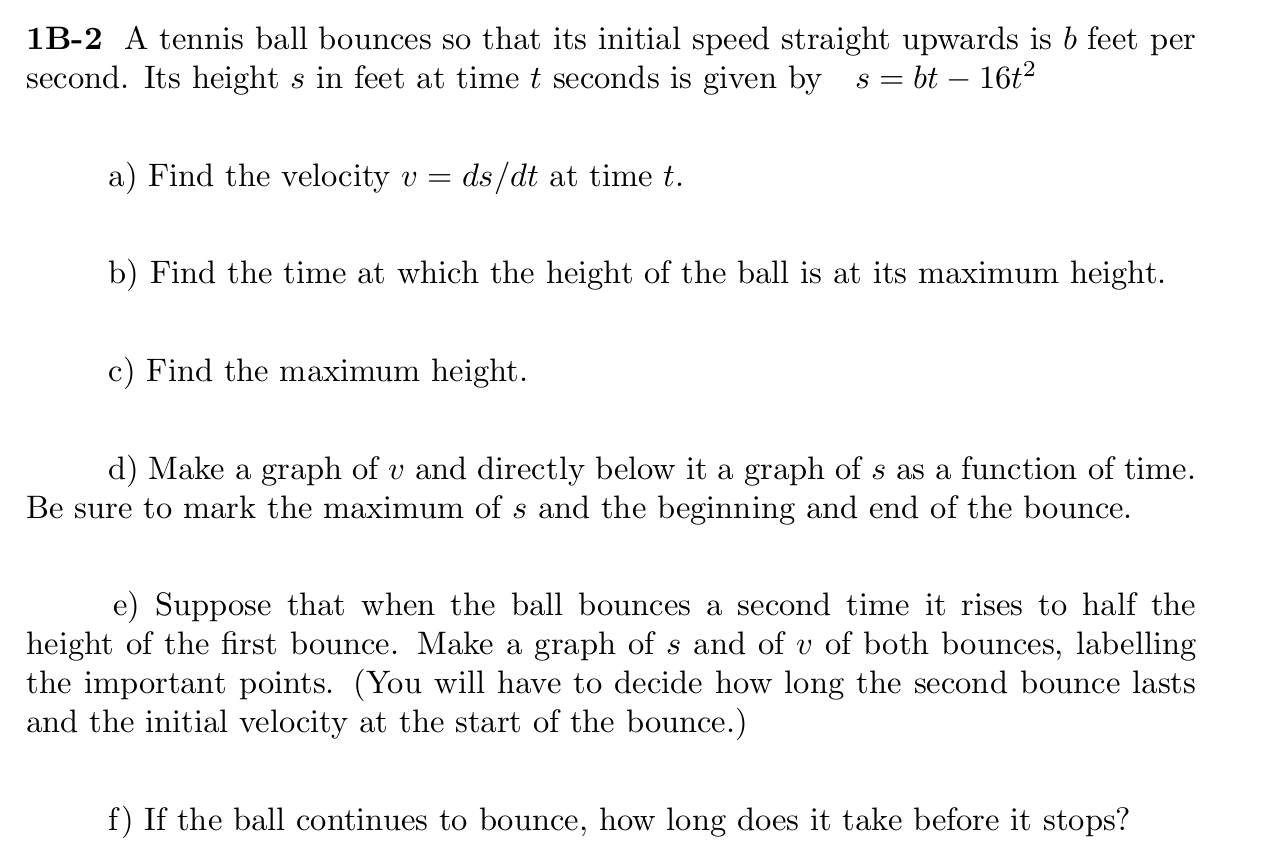 1B-2 A tennis ball bounces so that its initial speed straight upwards is b feet per
second. Its height s in feet at time t seconds is given by s = bt − 16t²
a) Find the velocity v = ds/dt at time t.
b) Find the time at which the height of the ball is at its maximum height.
c) Find the maximum height.
d) Make a graph of v and directly below it a graph of s as a function of time.
Be sure to mark the maximum of s and the beginning and end of the bounce.
e) Suppose that when the ball bounces a second time it rises to half the
height of the first bounce. Make a graph of s and of v of both bounces, labelling
the important points. (You will have to decide how long the second bounce lasts
and the initial velocity at the start of the bounce.)
f) If the ball continues to bounce, how long does it take before it stops?